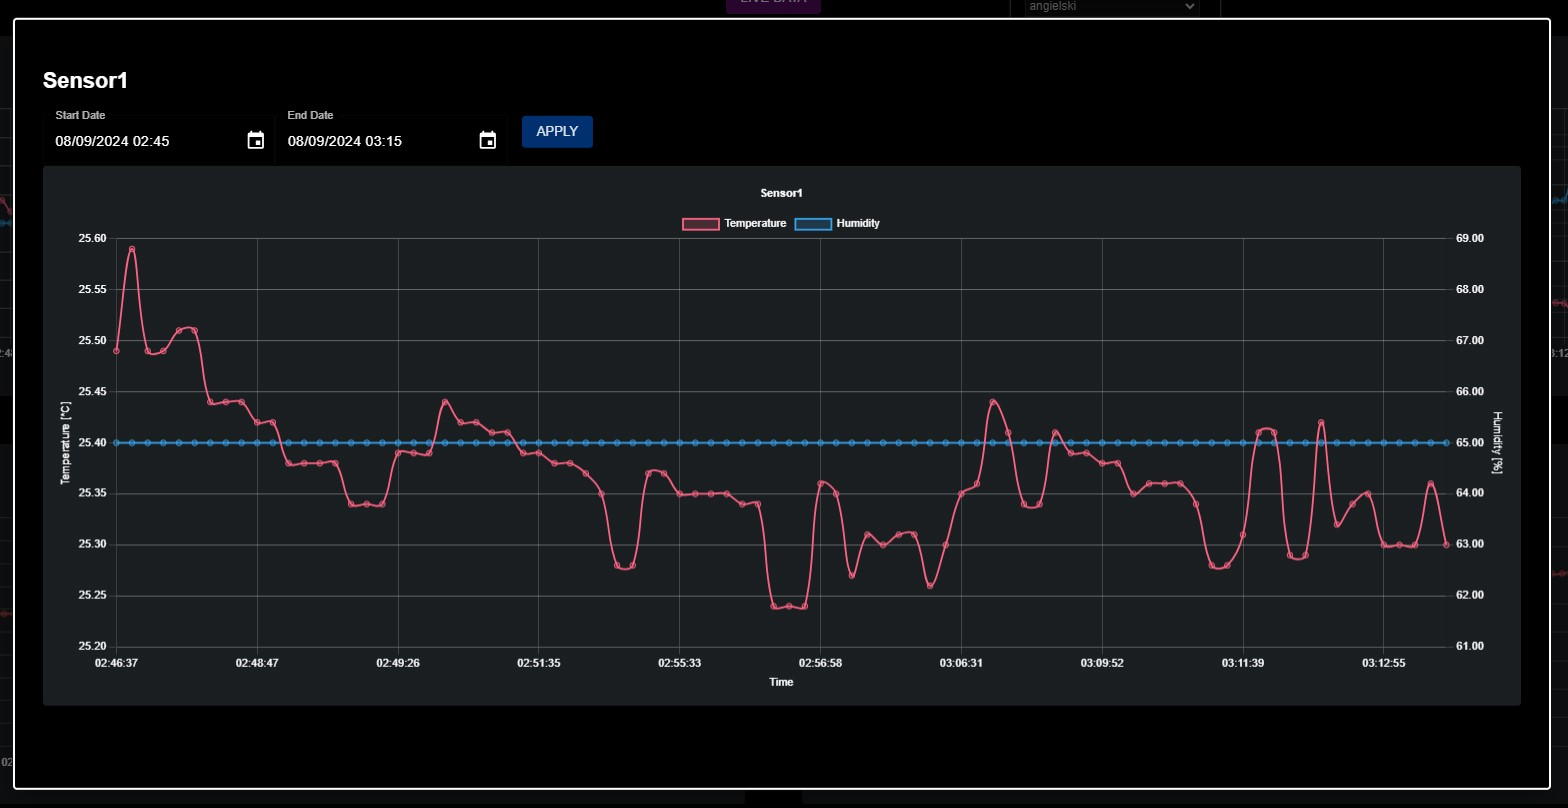 LIVE DATA
angielski
Sensor1
Start Date
End Date
08/09/2024 02:45
08/09/2024 03:15
APPLY
Sensor1
Temperature
Humidity
25.60
25.55
25.50
25.45
25.40
25.35
25.30
25.25
25.20
Temperature [°C]
69.00
68.00
67.00
66.00
65.00
64.00
63.00
62.00
61.00
Humidity [%]
02:46:37 02:48:47 02:49:26 02:51:35 02:55:33 02:56:58 03:06:31 03:09:52 03:11:39 03:12:55
Time